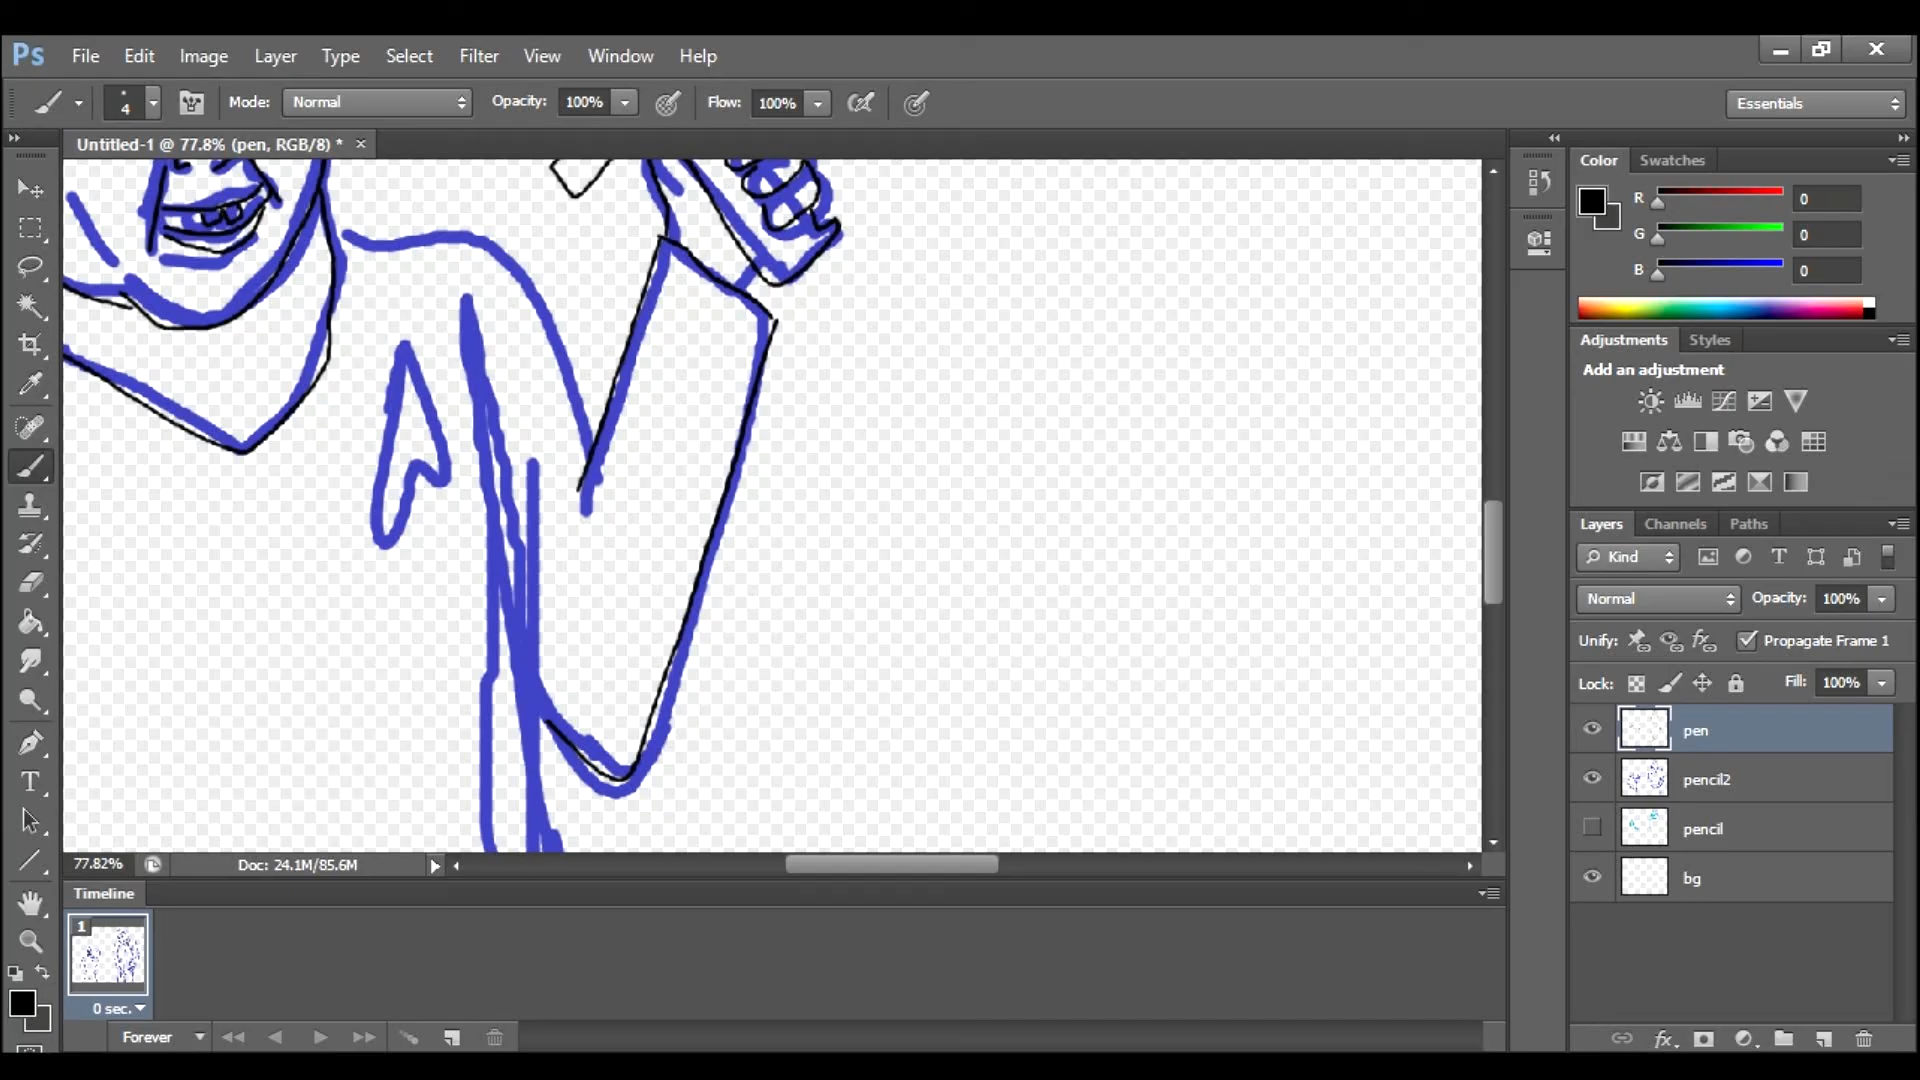 Ps File Edit Image Layer Type Select Filter View Window Help
4 Mode: Normal Opacity: 100% Flow: 100% Essentials
Untitled-1 @ 77.8% (pen, RGB/8) *
Color Swatches
R 0
G 0
B 0
Adjustments Styles
Add an adjustment
Layers Channels Paths
Kind
Normal Opacity: 100%
Unify: Propagate Frame 1
Lock: Fill: 100%
pen
pencil2
pencil
bg
77.82% Doc: 24.1M/85.6M
Timeline
1
0 sec.
Forever